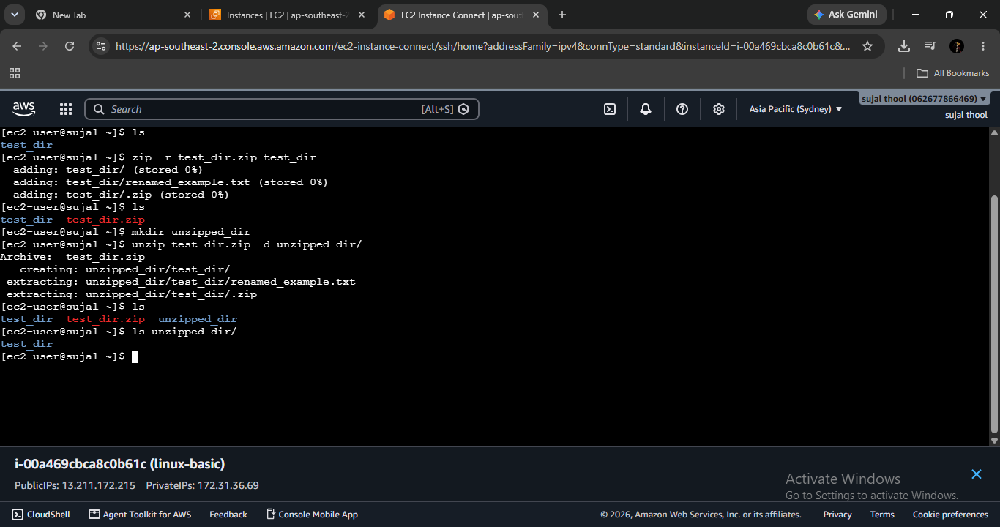 New Tab
Instances | EC2 | ap-southeast-2
EC2 Instance Connect | ap-sout
Ask Gemini
https://ap-southeast-2.console.aws.amazon.com/ec2-instance-connect/ssh/home?addressFamily=ipv4&connType=standard&instanceId=i-00a469cbca8c0b61c&...
All Bookmarks
aws
Search
[Alt+S]
Asia Pacific (Sydney)
sujal thool (062677866469)
sujal thool
[ec2-user@sujal ~]$ ls
test_dir
[ec2-user@sujal ~]$ zip -r test_dir.zip test_dir
  adding: test_dir/ (stored 0%)
  adding: test_dir/renamed_example.txt (stored 0%)
  adding: test_dir/.zip (stored 0%)
[ec2-user@sujal ~]$ ls
test_dir  test_dir.zip
[ec2-user@sujal ~]$ mkdir unzipped_dir
[ec2-user@sujal ~]$ unzip test_dir.zip -d unzipped_dir/
Archive:  test_dir.zip
   creating: unzipped_dir/test_dir/
 extracting: unzipped_dir/test_dir/renamed_example.txt
 extracting: unzipped_dir/test_dir/.zip
[ec2-user@sujal ~]$ ls
test_dir  test_dir.zip  unzipped_dir
[ec2-user@sujal ~]$ ls unzipped_dir/
test_dir
[ec2-user@sujal ~]$
i-00a469cbca8c0b61c (linux-basic)
PublicIPs: 13.211.172.215 PrivateIPs: 172.31.36.69
Activate Windows
Go to Settings to activate Windows.
CloudShell
Agent Toolkit for AWS
Feedback
Console Mobile App
© 2026, Amazon Web Services, Inc. or its affiliates.
Privacy
Terms
Cookie preferences